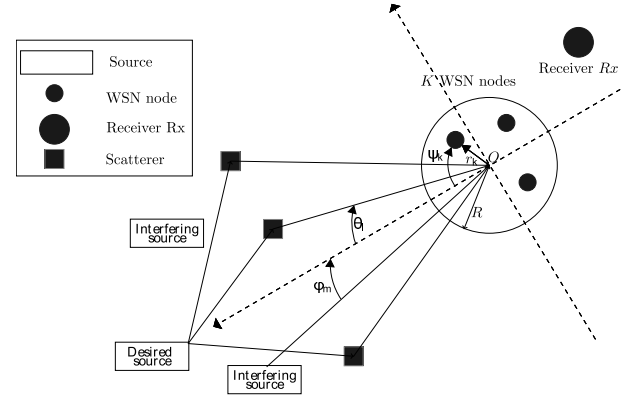 Source
WSN node
Receiver Rx
Scatterer
Receiver Rx
K WSN nodes
O
ψk
rk
R
Interfering
source
θl
φm
Desired
source
Interfering
source